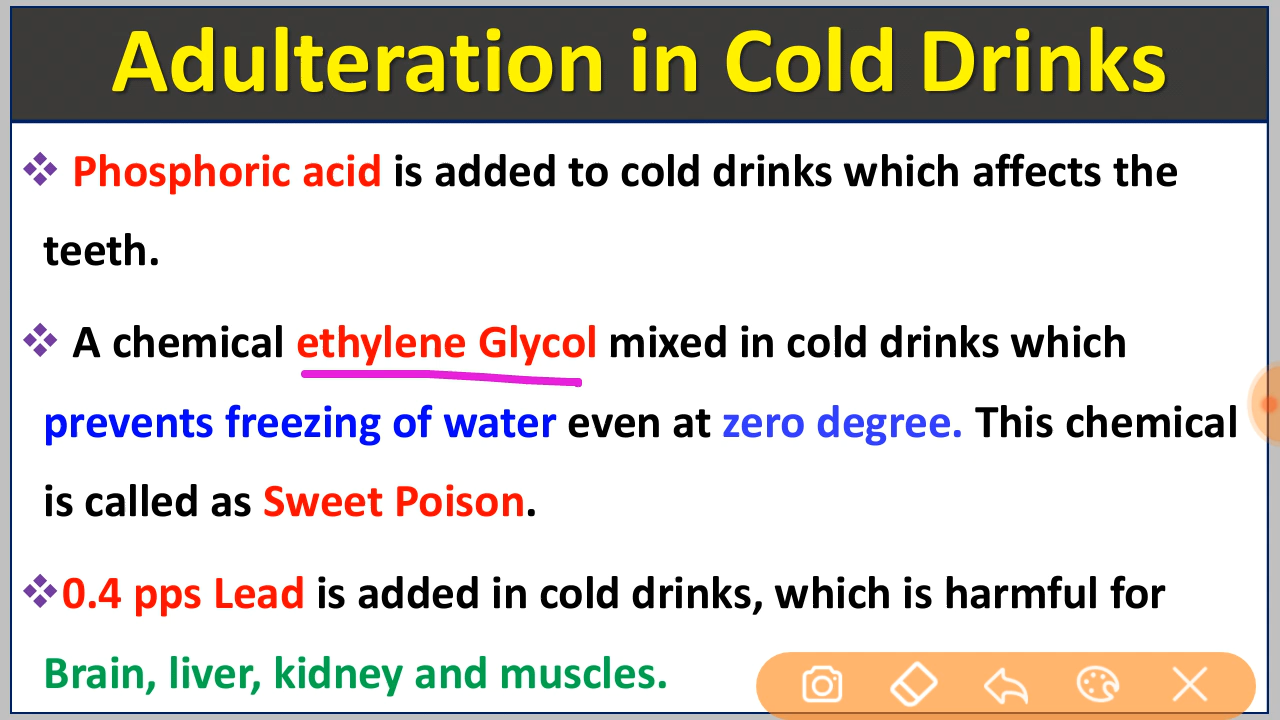 Adulteration in Cold Drinks
Phosphoric acid is added to cold drinks which affects the
teeth.
A chemical ethylene Glycol mixed in cold drinks which
prevents freezing of water even at zero degree. This chemical
is called as Sweet Poison.
0.4 pps Lead is added in cold drinks, which is harmful for
Brain, liver, kidney and muscles.